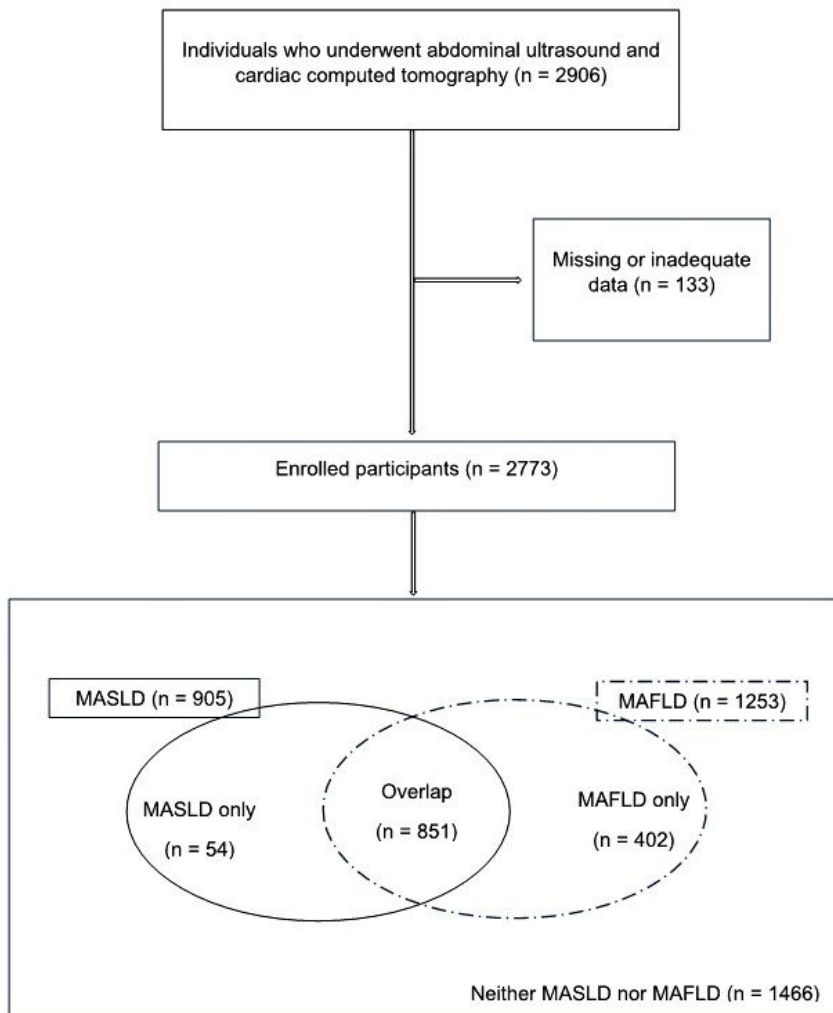 Individuals who underwent abdominal ultrasound and
cardiac computed tomography (n = 2906)
Missing or inadequate
data (n = 133)
Enrolled participants (n = 2773)
MASLD (n = 905)
MAFLD (n = 1253)
MASLD only
(n = 54)
Overlap
(n = 851)
MAFLD only
(n = 402)
Neither MASLD nor MAFLD (n = 1466)